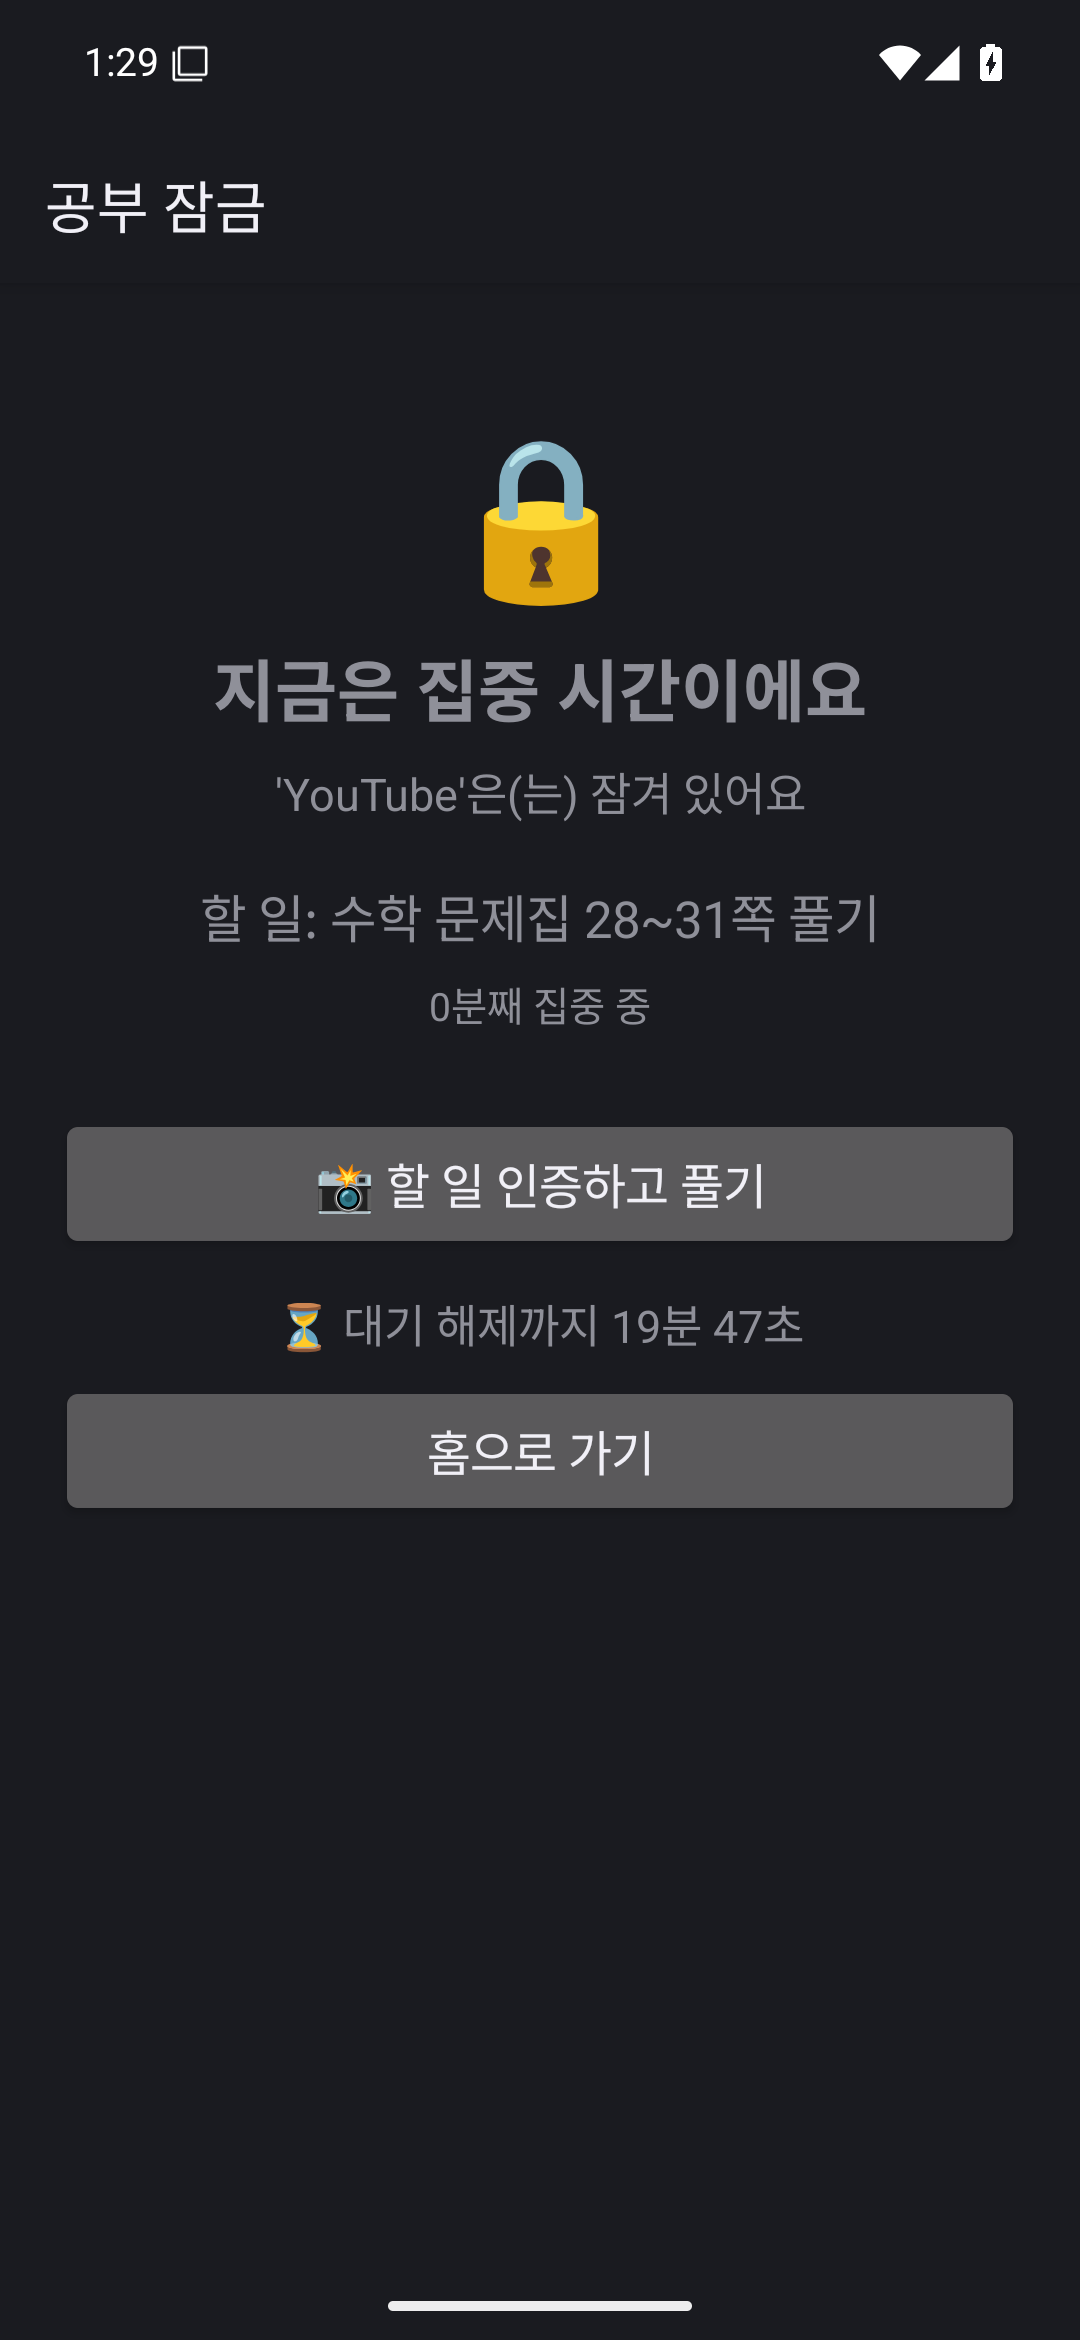 1:29
공부 잠금
지금은 집중 시간이에요
'YouTube'은(는) 잠겨 있어요
할 일: 수학 문제집 28~31쪽 풀기
0분째 집중 중
📸 할 일 인증하고 풀기
⏳ 대기 해제까지 19분 47초
홈으로 가기